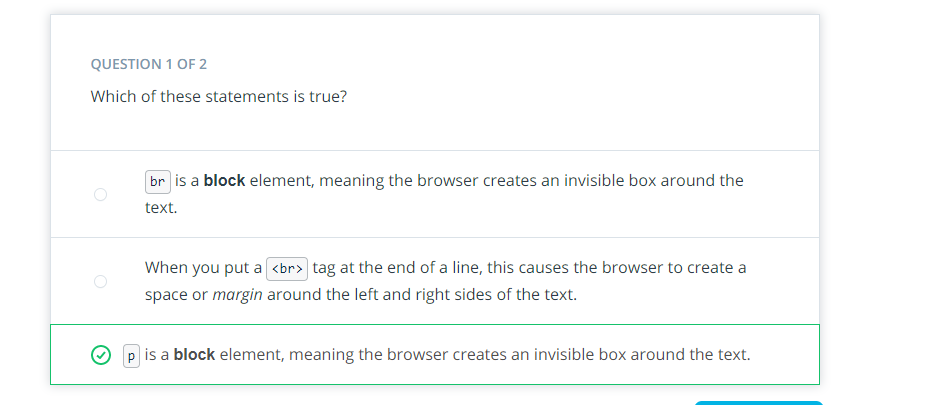 QUESTION 1 OF 2
Which of these statements is true?
br is a block element, meaning the browser creates an invisible box around the
text.
When you put a <br> tag at the end of a line, this causes the browser to create a
space or margin around the left and right sides of the text.
p is a block element, meaning the browser creates an invisible box around the text.